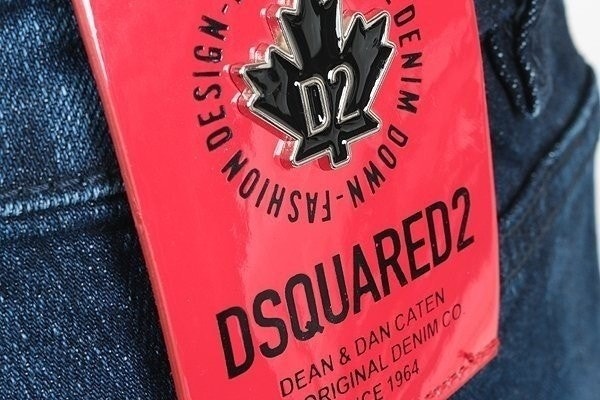 DENIM DOWN-FASHION DESIGN-
D2
DSQUARED2
DEAN & DAN CATEN
ORIGINAL DENIM CO.
SINCE 1964